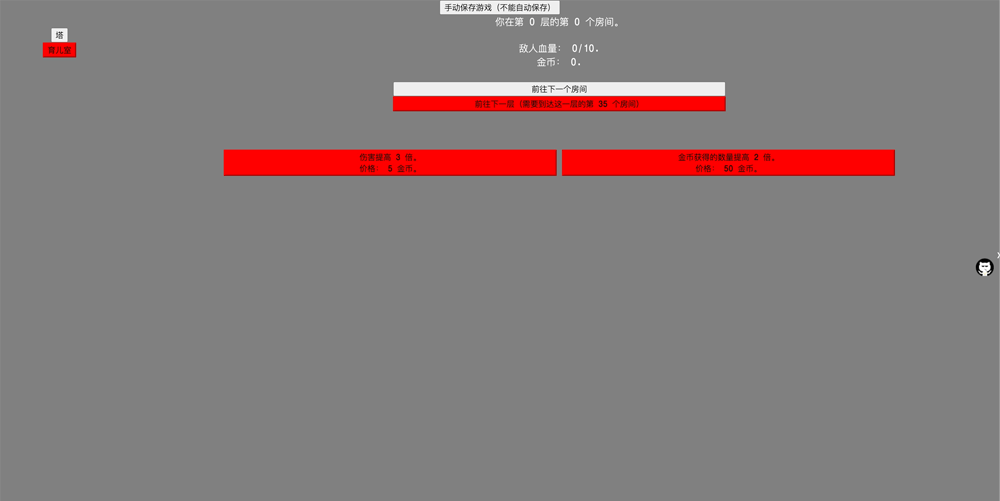 手动保存游戏（不能自动保存）
你在第 0 层的第 0 个房间。
塔
育儿室
敌人血量： 0/10.
金币： 0.
前往下一个房间
前往下一层（需要到达这一层的第 35 个房间）
伤害提高 3 倍。
价格： 5 金币。
金币获得的数量提高 2 倍。
价格： 50 金币。